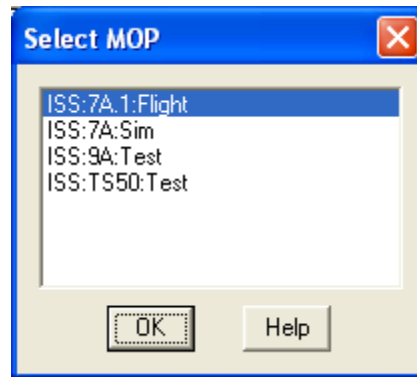 Select MOP
ISS:7A.1:Flight
ISS:7A:Sim
ISS:9A:Test
ISS:TS50:Test
OK
Help